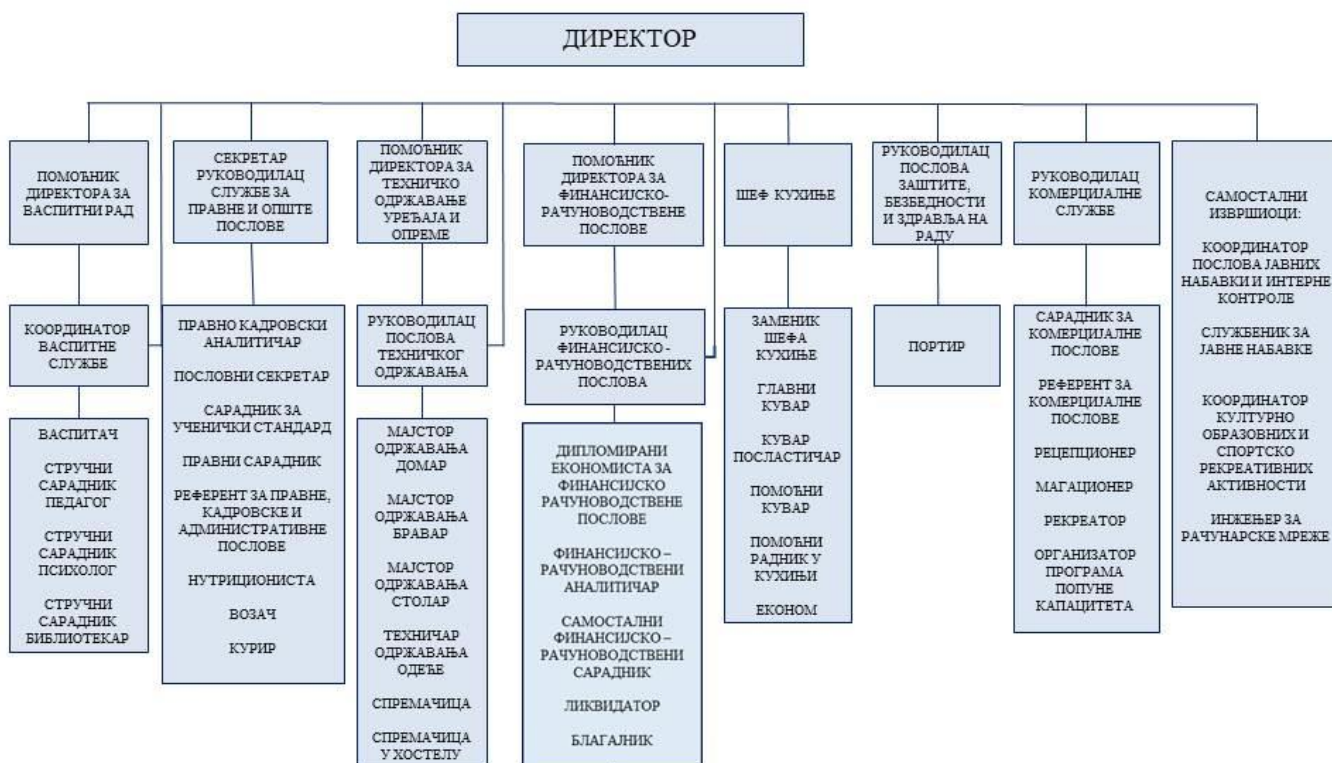 ДИРЕКТОР
ПОМОЋНИК
ДИРЕКТОРА ЗА
ВАСПИТНИ РАД
СЕКРЕТАР
РУКОВОДИЛАЦ
СЛУЖБЕ ЗА
ПРАВНЕ И ОПШТЕ
ПОСЛОВЕ
ПОМОЋНИК
ДИРЕКТОРА ЗА
ТЕХНИЧКО
ОДРЖАВАЊЕ
УРЕЂАЈА И
ОПРЕМЕ
ПОМОЋНИК
ДИРЕКТОРА ЗА
ФИНАНСИЈСКО-
РАЧУНОВОДСТВЕНЕ
ПОСЛОВЕ
ШЕФ КУХИЊЕ
РУКОВОДИЛАЦ
ПОСЛОВА
ЗАШТИТЕ,
БЕЗБЕДНОСТИ
И ЗДРАВЉА НА
РАДУ
РУКОВОДИЛАЦ
КОМЕРЦИЈАЛНЕ
СЛУЖБЕ
САМОСТАЛНИ
ИЗВРШИОЦИ:
КООРДИНАТОР
ПОСЛОВА ЈАВНИХ
НАБАВКИ И ИНТЕРНЕ
КОНТРОЛЕ
СЛУЖБЕНИК ЗА
ЈАВНЕ НАБАВКЕ
КООРДИНАТОР
КУЛТУРНО
ОБРАЗОВНИХ И
СПОРТСКО
РЕКРЕАТИВНИХ
АКТИВНОСТИ
ИНЖЕЊЕР ЗА
РАЧУНАРСКЕ МРЕЖЕ
КООРДИНАТОР
ВАСПИТНЕ
СЛУЖБЕ
ПРАВНО КАДРОВСКИ
АНАЛИТИЧАР
ПОСЛОВНИ СЕКРЕТАР
САРАДНИК ЗА
УЧЕНИЧКИ СТАНДАРД
ПРАВНИ САРАДНИК
РЕФЕРЕНТ ЗА ПРАВНЕ,
КАДРОВСКЕ И
АДМИНИСТРАТИВНЕ
ПОСЛОВЕ
НУТРИЦИОНИСТА
ВОЗАЧ
КУРИР
РУКОВОДИЛАЦ
ПОСЛОВА
ТЕХНИЧКОГ
ОДРЖАВАЊА
РУКОВОДИЛАЦ
ФИНАНСИЈСКО -
РАЧУНОВОДСТВЕНИХ
ПОСЛОВА
ЗАМЕНИК
ШЕФА
КУХИЊЕ
ГЛАВНИ
КУВАР
КУВАР
ПОСЛАСТИЧАР
ПОМОЋНИ
КУВАР
ПОМОЋНИ
РАДНИК У
КУХИЊИ
ЕКОНОМ
ПОРТИР
САРАДНИК ЗА
КОМЕРЦИЈАЛНЕ
ПОСЛОВЕ
РЕФЕРЕНТ ЗА
КОМЕРЦИЈАЛНЕ
ПОСЛОВЕ
РЕЦЕПЦИОНЕР
МАГАЦИОНЕР
РЕКРЕАТОР
ОРГАНИЗАТОР
ПРОГРАМА
ПОПУНЕ
КАПАЦИТЕТА
ВАСПИТАЧ
СТРУЧНИ
САРАДНИК
ПЕДАГОГ
СТРУЧНИ
САРАДНИК
ПСИХОЛОГ
СТРУЧНИ
САРАДНИК
БИБЛИОТЕКАР
МАЈСТОР
ОДРЖАВАЊА
ДОМАР
МАЈСТОР
ОДРЖАВАЊА
БРАВАР
МАЈСТОР
ОДРЖАВАЊА
СТОЛАР
ТЕХНИЧАР
ОДРЖАВАЊА
ОДЕЋЕ
СПРЕМАЧИЦА
СПРЕМАЧИЦА
У ХОСТЕЛУ
ДИПЛОМИРАНИ
ЕКОНОМИСТА ЗА
ФИНАНСИЈСКО
РАЧУНОВОДСТВЕНЕ
ПОСЛОВЕ
ФИНАНСИЈСКО –
РАЧУНОВОДСТВЕНИ
АНАЛИТИЧАР
САМОСТАЛНИ
ФИНАНСИЈСКО –
РАЧУНОВОДСТВЕНИ
САРАДНИК
ЛИКВИДАТОР
БЛАГАЈНИК